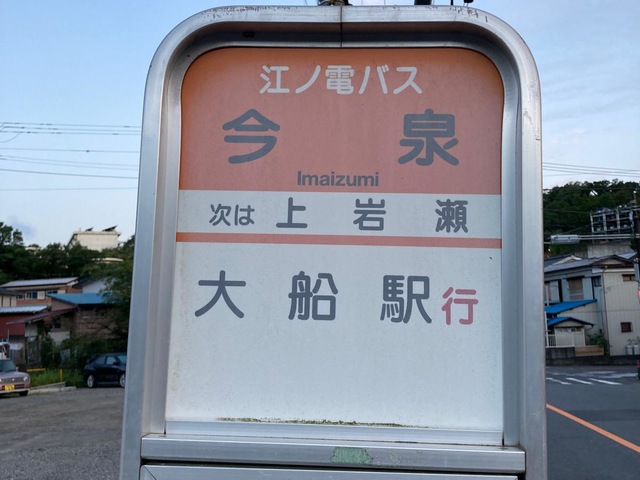 江ノ電バス
今泉
Imaizumi
次は 上岩瀬
大船駅行